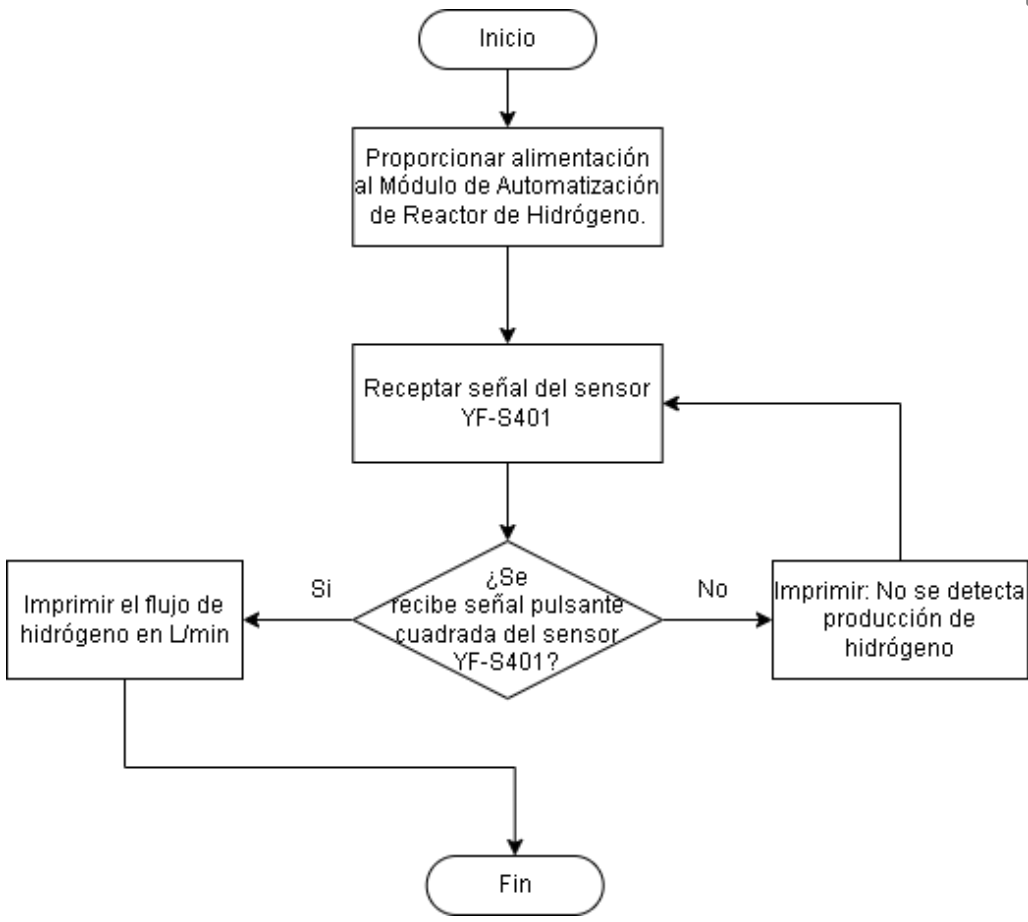 Inicio
Proporcionar alimentación
al Módulo de Automatización
de Reactor de Hidrógeno.
Receptar señal del sensor
YF-S401
¿Se
recibe señal pulsante
cuadrada del sensor
YF-S401?
Si
No
Imprimir el flujo de
hidrógeno en L/min
Imprimir: No se detecta
producción de
hidrógeno
Fin